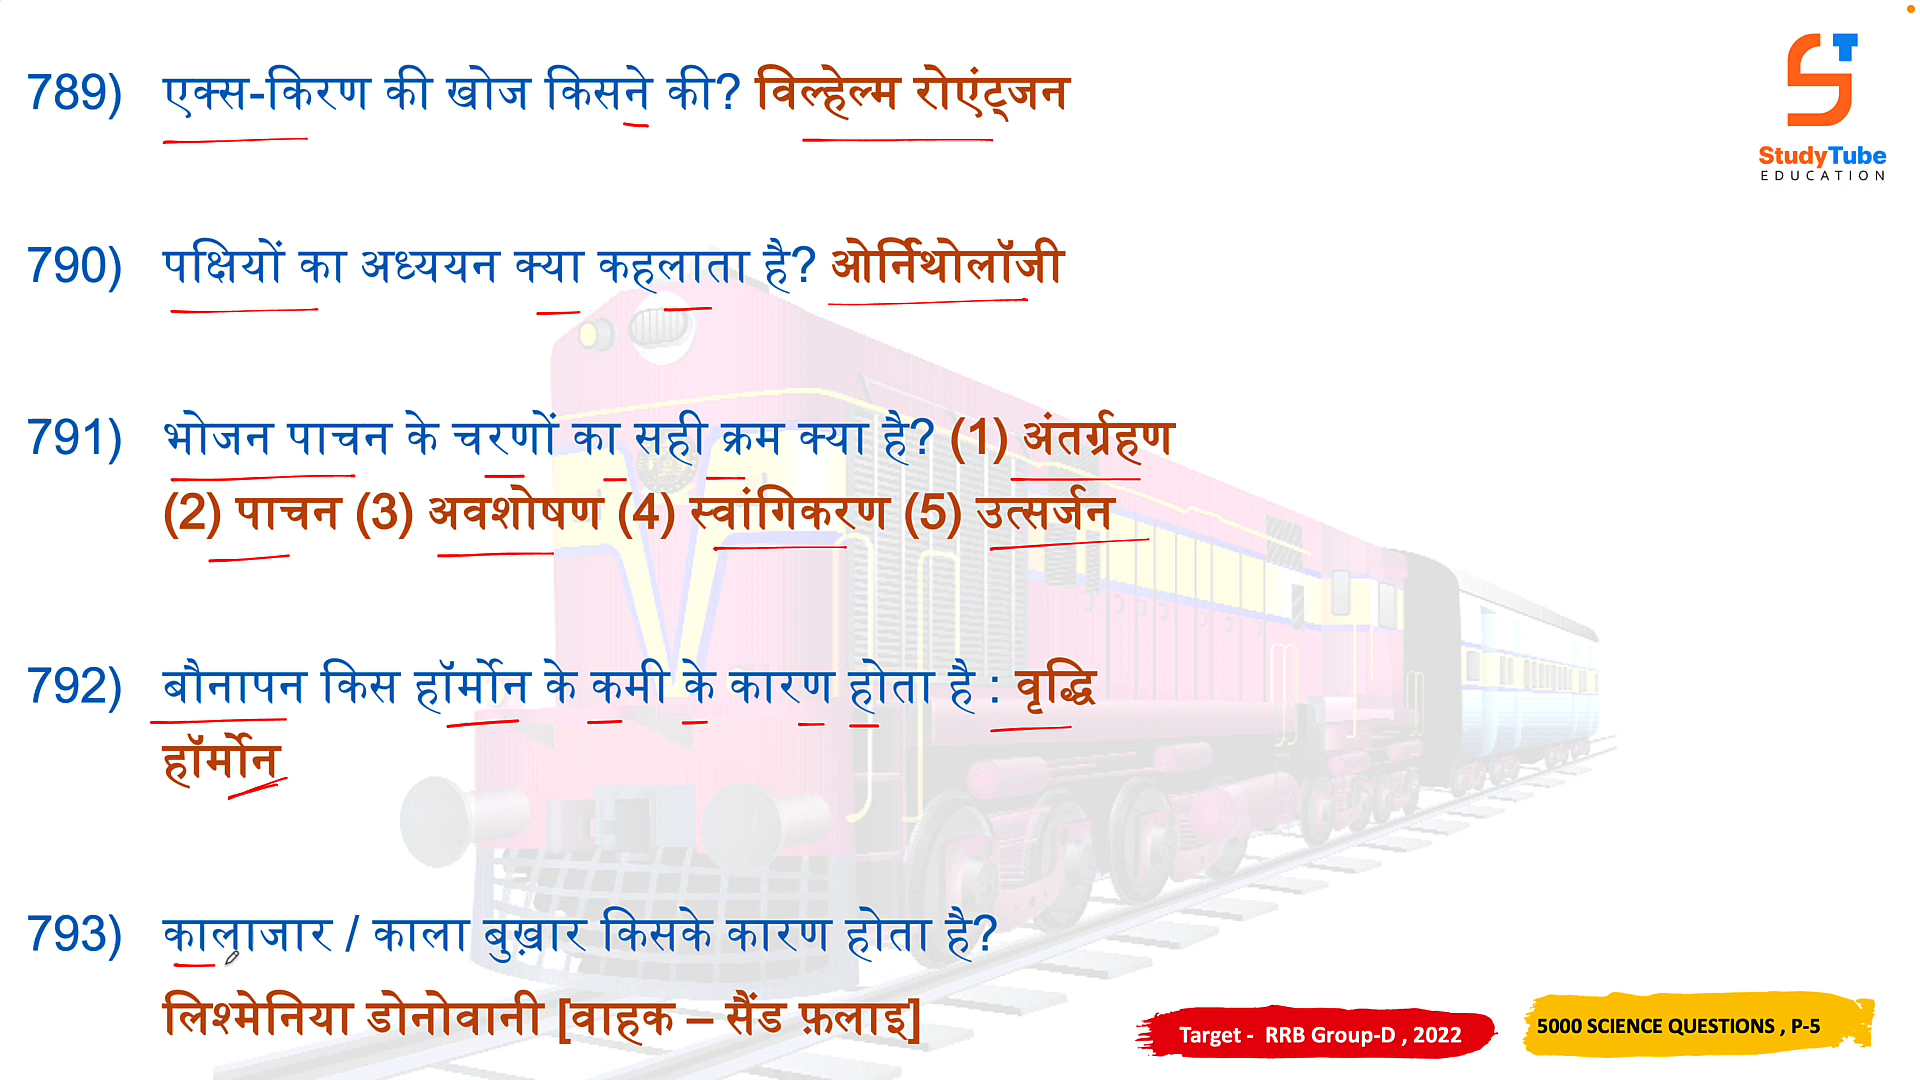 789) एक्स-किरण की खोज किसने की? विल्हेल्म रोएंट्जन
StudyTube
EDUCATION
790) पक्षियों का अध्ययन क्या कहलाता है? ओर्निथोलॉजी
791) भोजन पाचन के चरणों का सही क्रम क्या है? (1) अंतर्ग्रहण
(2) पाचन (3) अवशोषण (4) स्वांगिकरण (5) उत्सर्जन
792) बौनापन किस हॉर्मोन के कमी के कारण होता है : वृद्धि
हॉर्मोन
793) कालाजार / काला बुख़ार किसके कारण होता है?
लिश्मेनिया डोनोवानी [वाहक – सैंड फ़लाइ]
Target - RRB Group-D , 2022
5000 SCIENCE QUESTIONS , P-5